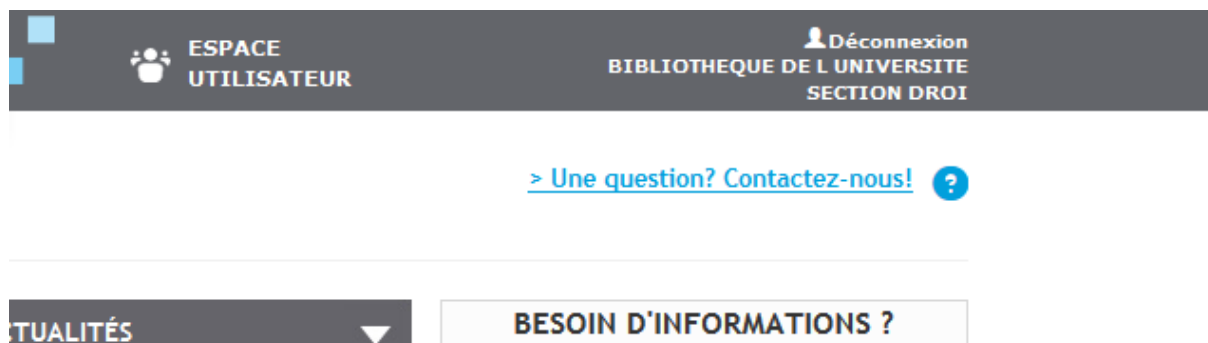 ESPACE
UTILISATEUR
Déconnexion
BIBLIOTHEQUE DE L UNIVERSITE
SECTION DROI
> Une question? Contactez-nous!
?
TUALITÉS
BESOIN D'INFORMATIONS ?